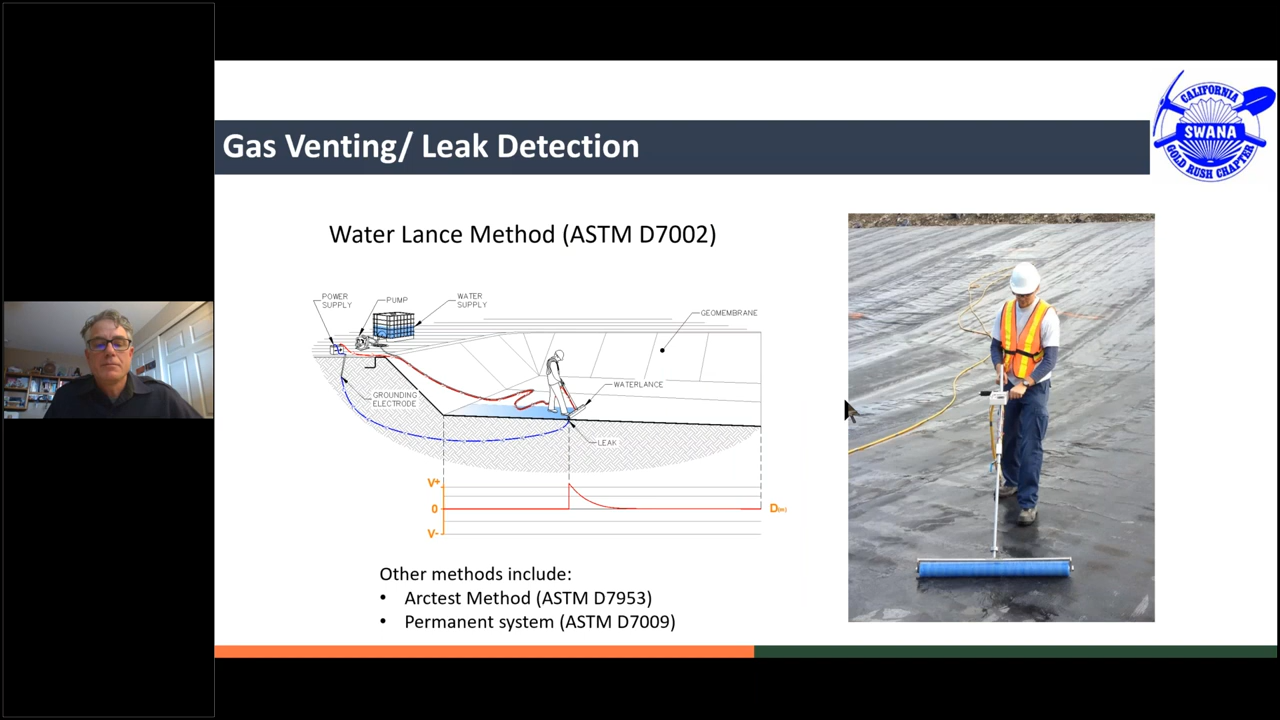 Gas Venting/ Leak Detection
CALIFORNIA
SWANA
GOLD RUSH CHAPTER
Water Lance Method (ASTM D7002)
POWER
SUPPLY
PUMP
WATER
SUPPLY
GEOMEMBRANE
WATERLANCE
GROUNDING
ELECTRODE
LEAK
V+
0
V-
D(m)
Other methods include:
• Arctest Method (ASTM D7953)
• Permanent system (ASTM D7009)